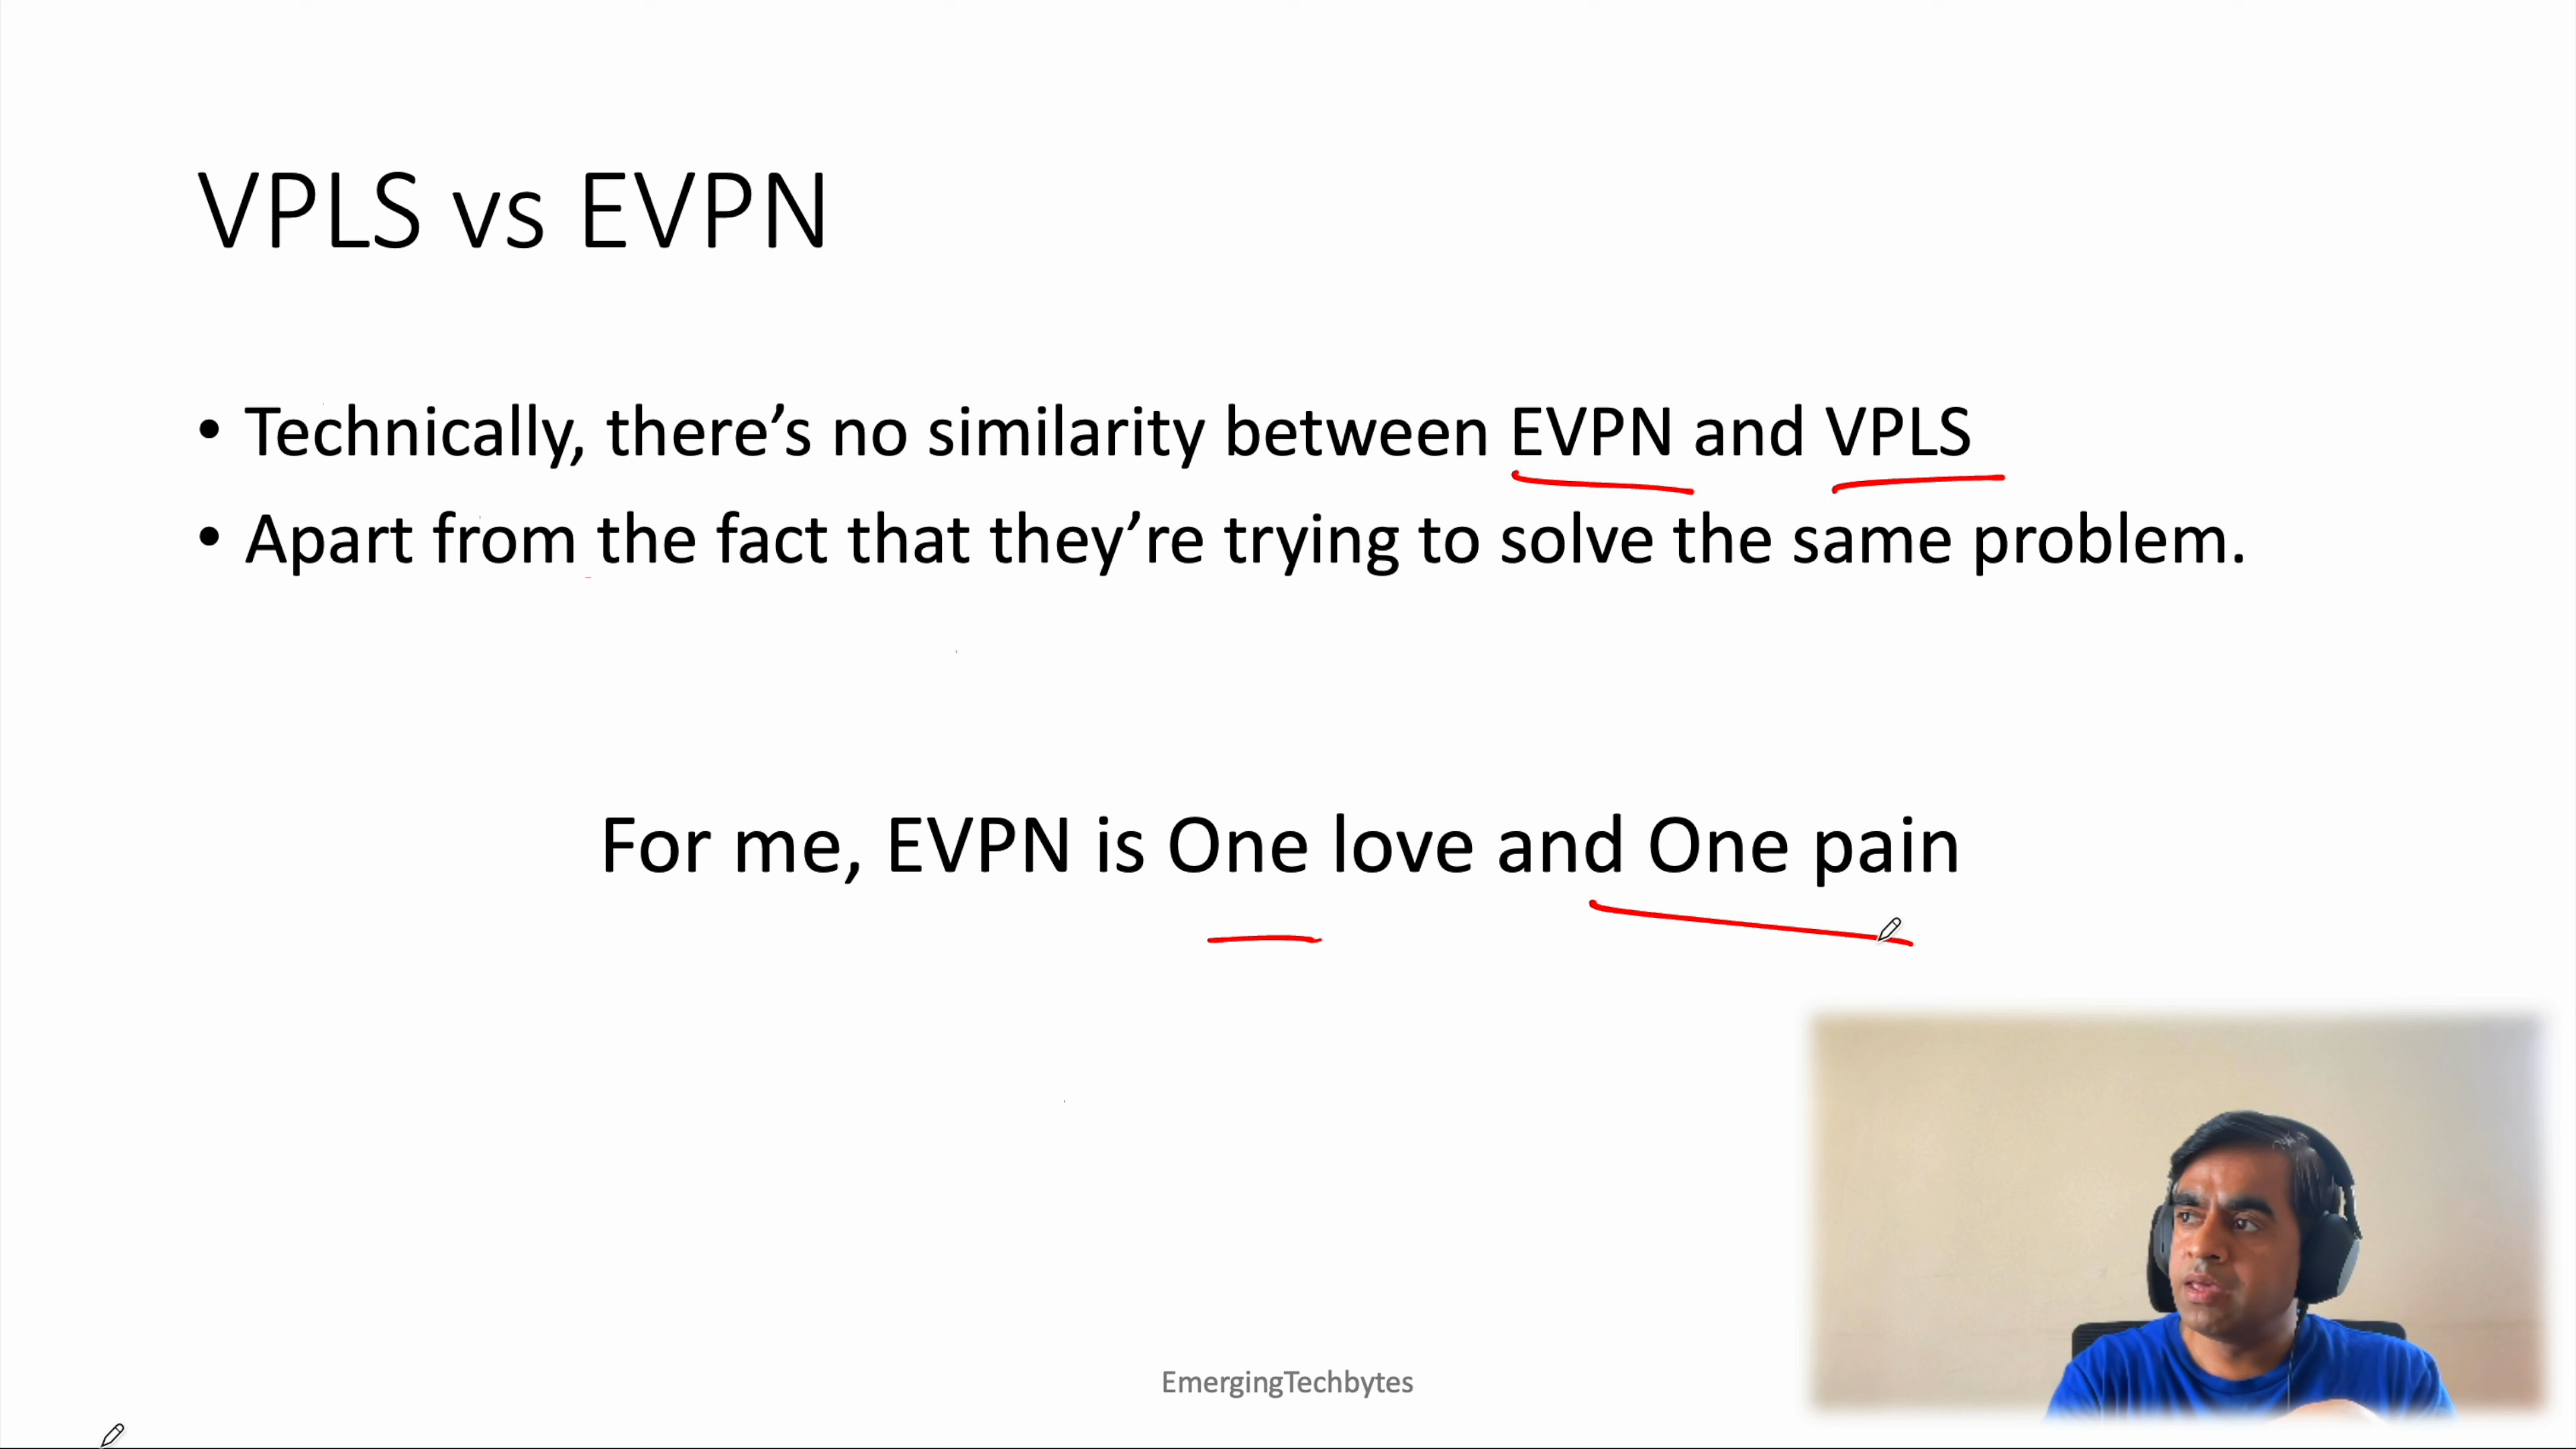 VPLS vs EVPN
• Technically, there’s no similarity between EVPN and VPLS
• Apart from the fact that they’re trying to solve the same problem.
For me, EVPN is One love and One pain
EmergingTechbytes